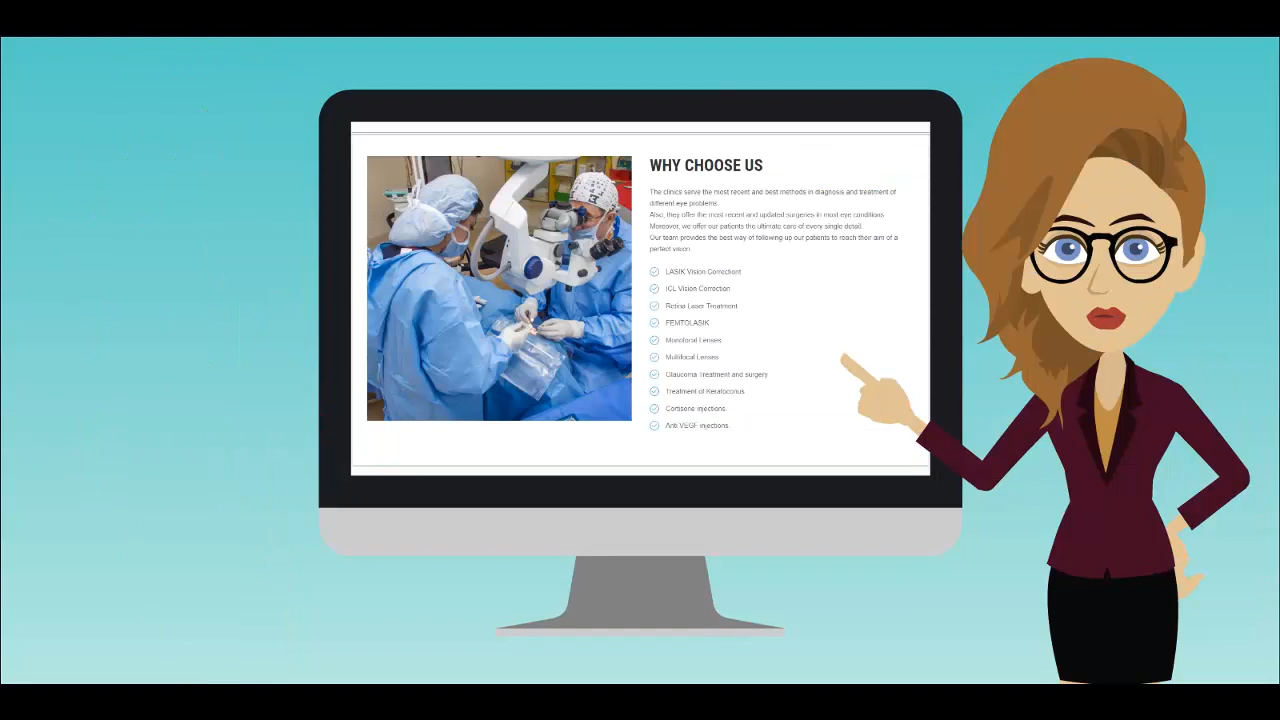 WHY CHOOSE US
The clinics serve the most recent and best methods in diagnosis and treatment of
different eye problems.
Also, they offer the most recent and updated surgeries in most eye conditions
Moreover, we offer our patients the ultimate care of every single detail.
Our team provides the best way of following up our patients to reach their aim of a
perfect vision.
LASIK Vision Correctiont
ICL Vision Correction
Retina Laser Treatment
FEMTOLASIK
Monofocal Lenses
Multifocal Lenses
Glaucoma Treatment and surgery
Treatment of Keratoconus
Cortisone injections.
Anti VEGF injections.